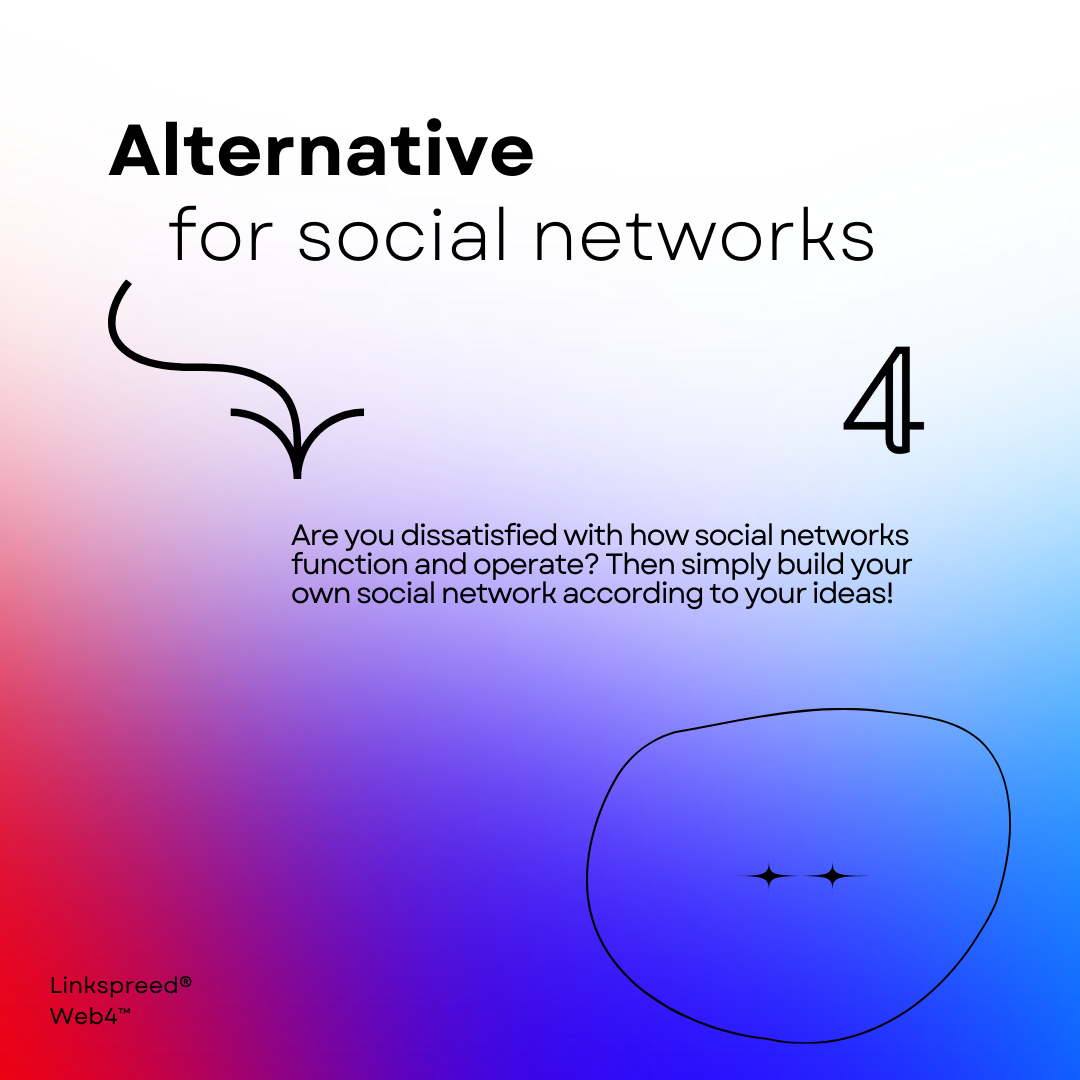 Alternative
for social networks
4
Are you dissatisfied with how social networks
function and operate? Then simply build your
own social network according to your ideas!
Linkspreed®
Web4™